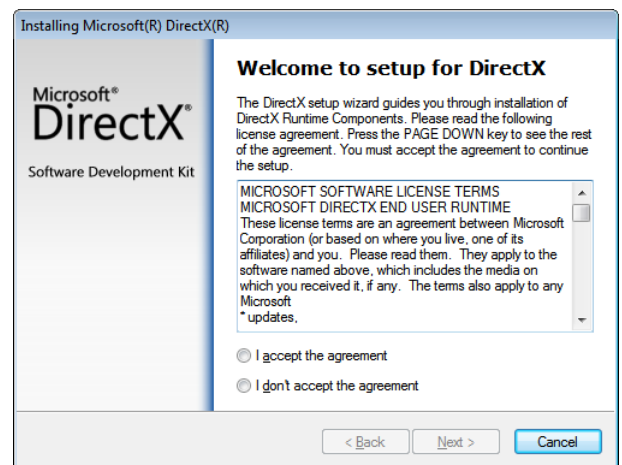 Installing Microsoft(R) DirectX(R)
Microsoft®
DirectX®
Software Development Kit
Welcome to setup for DirectX
The DirectX setup wizard guides you through installation of
DirectX Runtime Components. Please read the following
license agreement. Press the PAGE DOWN key to see the rest
of the agreement. You must accept the agreement to continue
the setup.
MICROSOFT SOFTWARE LICENSE TERMS
MICROSOFT DIRECTX END USER RUNTIME
These license terms are an agreement between Microsoft
Corporation (or based on where you live, one of its
affiliates) and you.  Please read them.  They apply to the
software named above, which includes the media on
which you received it, if any.  The terms also apply to any
Microsoft
* updates,
I accept the agreement
I don't accept the agreement
< Back
Next >
Cancel